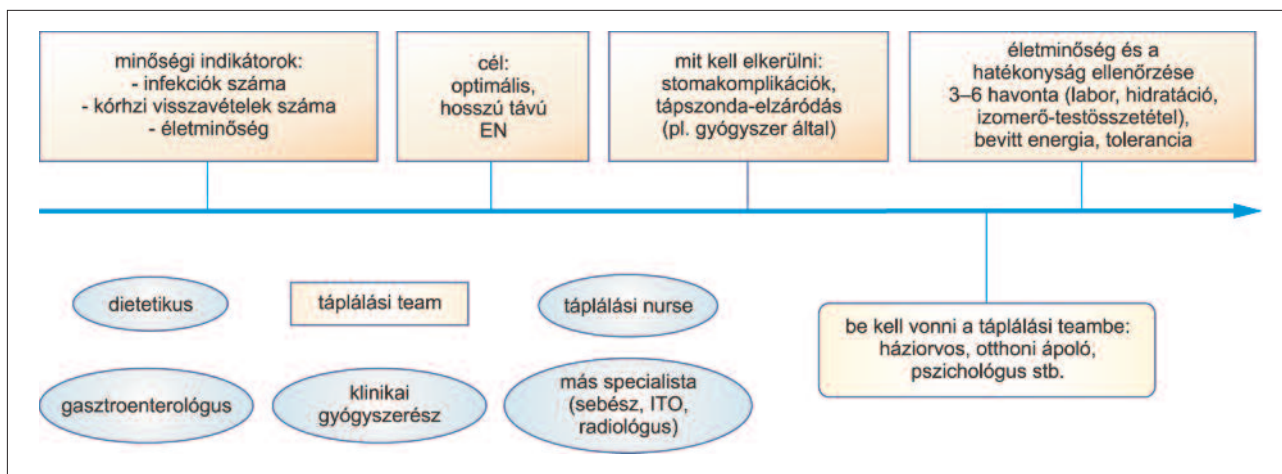 minőségi indikátorok:
- infekciók száma
- kórhzi visszavételek száma
- életminőség
cél:
optimális,
hosszú távú
EN
mit kell elkerülni:
stomakomplikációk,
tápszonda-elzáródás
(pl. gyógyszer által)
életminőség és a
hatékonyság ellenőrzése
3–6 havonta (labor, hidratáció,
izomerő-testösszetétel),
bevitt energia, tolerancia
dietetikus
táplálási team
táplálási nurse
gasztroenterológus
klinikai
gyógyszerész
más specialista
(sebész, ITO,
radiológus)
be kell vonni a táplálási teambe:
háziorvos, otthoni ápoló,
pszichológus stb.